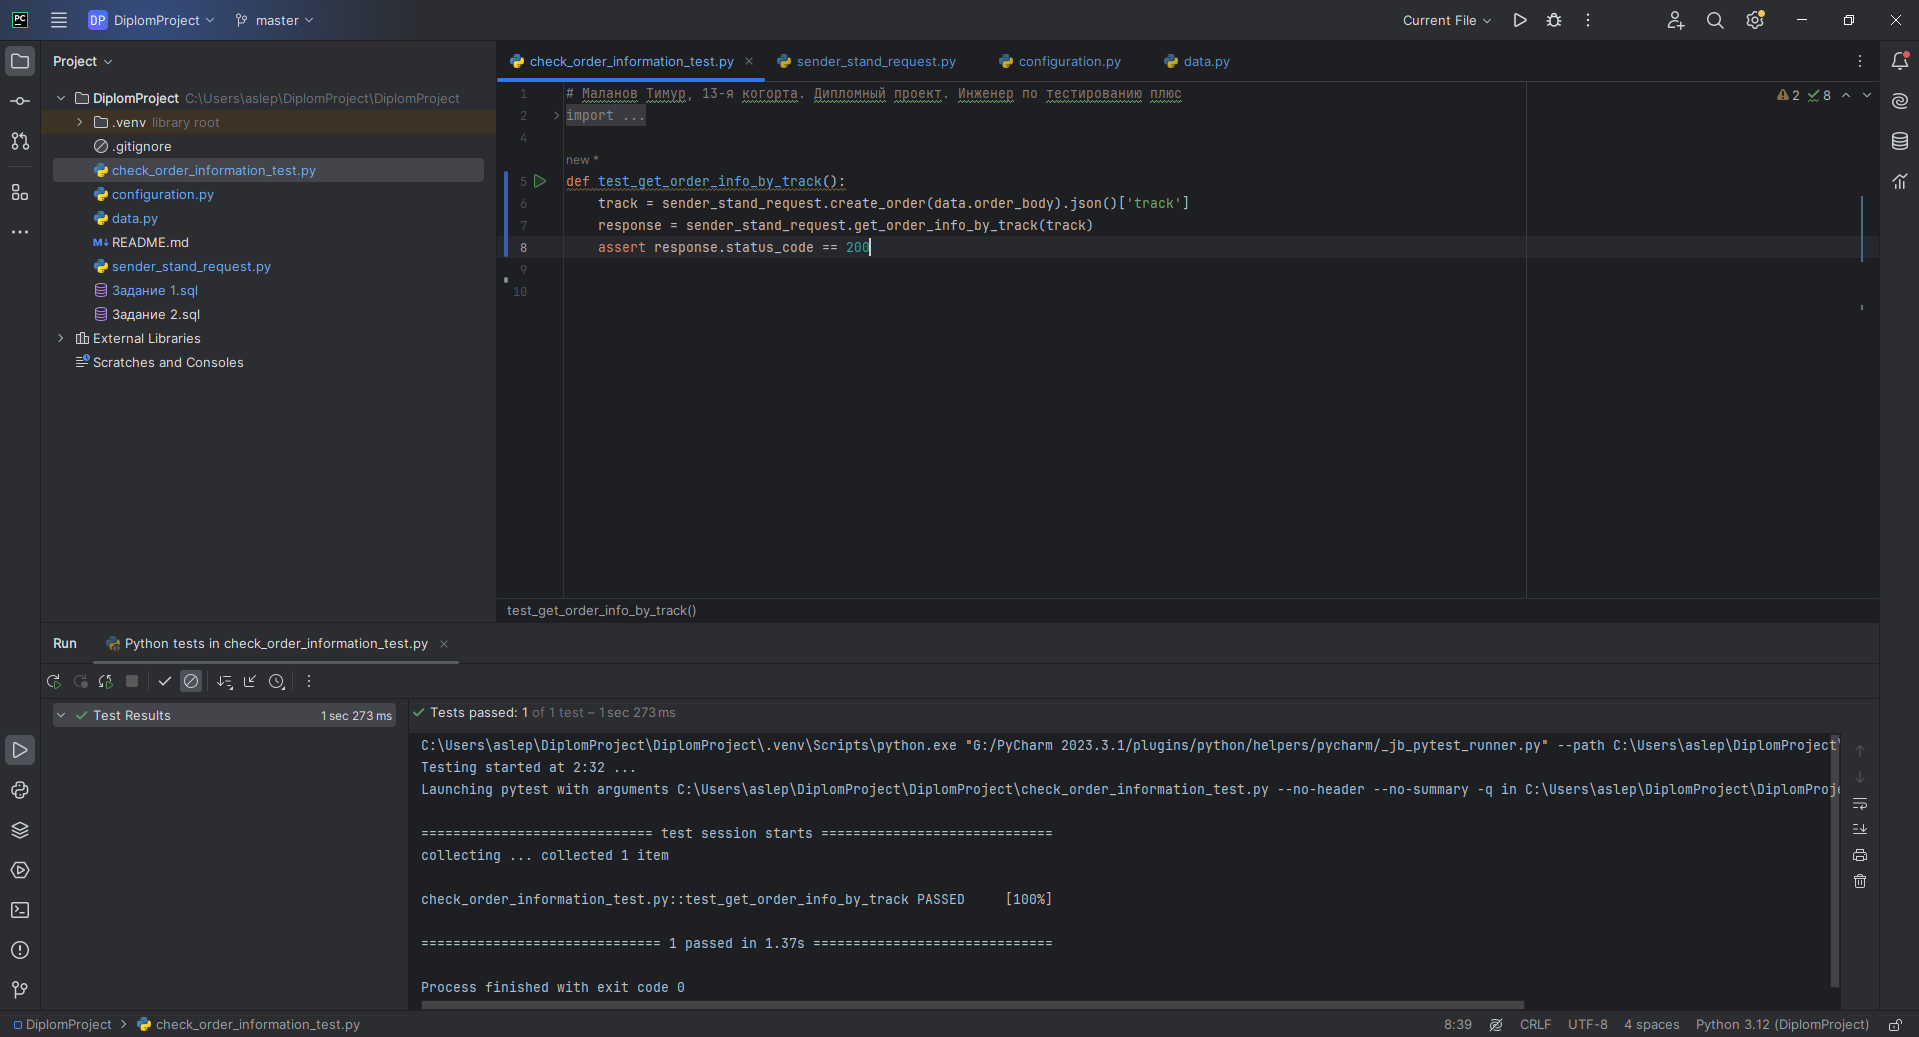 PC
DP DiplomProject master Current File
Project
check_order_information_test.py sender_stand_request.py configuration.py data.py
DiplomProject C:\Users\aslep\DiplomProject\DiplomProject
.venv library root
.gitignore
check_order_information_test.py
configuration.py
data.py
M↓ README.md
sender_stand_request.py
Задание 1.sql
Задание 2.sql
External Libraries
Scratches and Consoles
1 # Маланов Тимур, 13-я когорта. Дипломный проект. Инженер по тестированию плюс
2 8
2 import ...
4
new *
5 def test_get_order_info_by_track():
6 track = sender_stand_request.create_order(data.order_body).json()['track']
7 response = sender_stand_request.get_order_info_by_track(track)
8 assert response.status_code == 200
9
10
test_get_order_info_by_track()
Run Python tests in check_order_information_test.py
Test Results 1 sec 273 ms
Tests passed: 1 of 1 test – 1 sec 273 ms
C:\Users\aslep\DiplomProject\DiplomProject\.venv\Scripts\python.exe "G:/PyCharm 2023.3.1/plugins/python/helpers/pycharm/_jb_pytest_runner.py" --path C:\Users\aslep\DiplomProject\
Testing started at 2:32 ...
Launching pytest with arguments C:\Users\aslep\DiplomProject\DiplomProject\check_order_information_test.py --no-header --no-summary -q in C:\Users\aslep\DiplomProject\DiplomProje
============================= test session starts =============================
collecting ... collected 1 item
check_order_information_test.py::test_get_order_info_by_track PASSED [100%]
============================== 1 passed in 1.37s ==============================
Process finished with exit code 0
DiplomProject check_order_information_test.py
8:39 CRLF UTF-8 4 spaces Python 3.12 (DiplomProject)